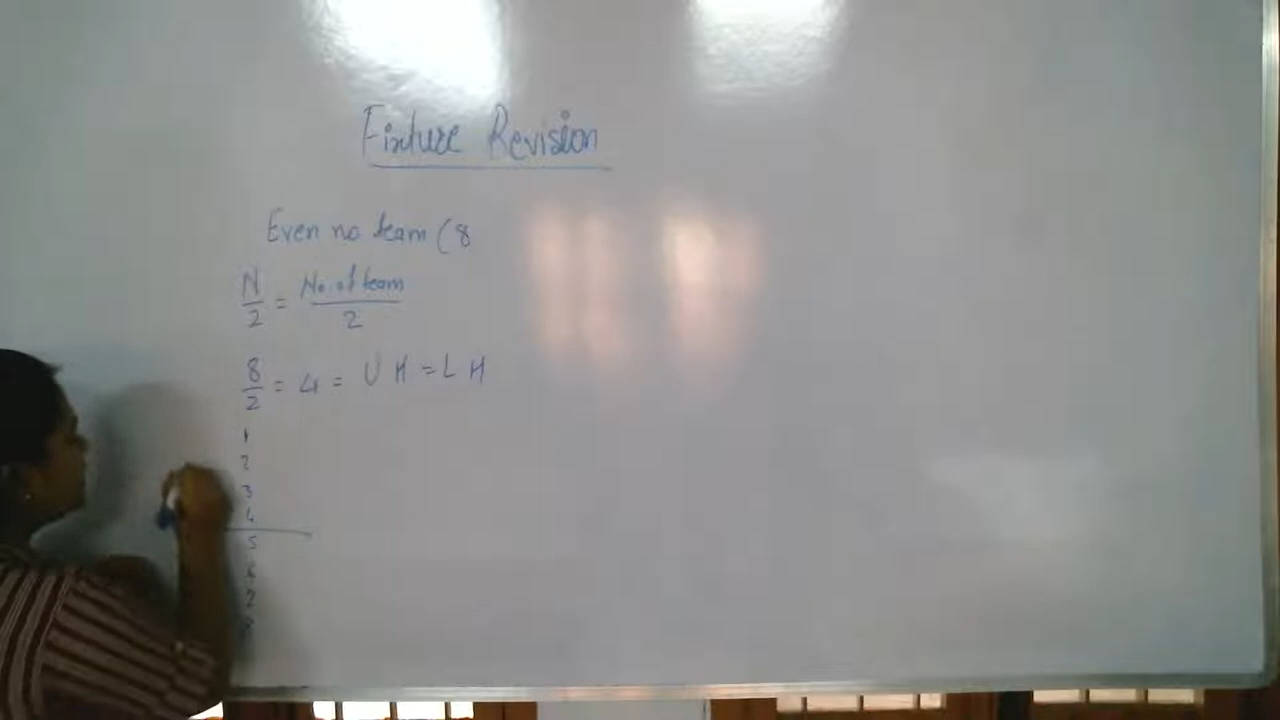 Fixture Revision
Even no team (8
N/2 = No. of team/2
8/2 = 4 = U H = L H
1
2
3
4
5
6
7
8